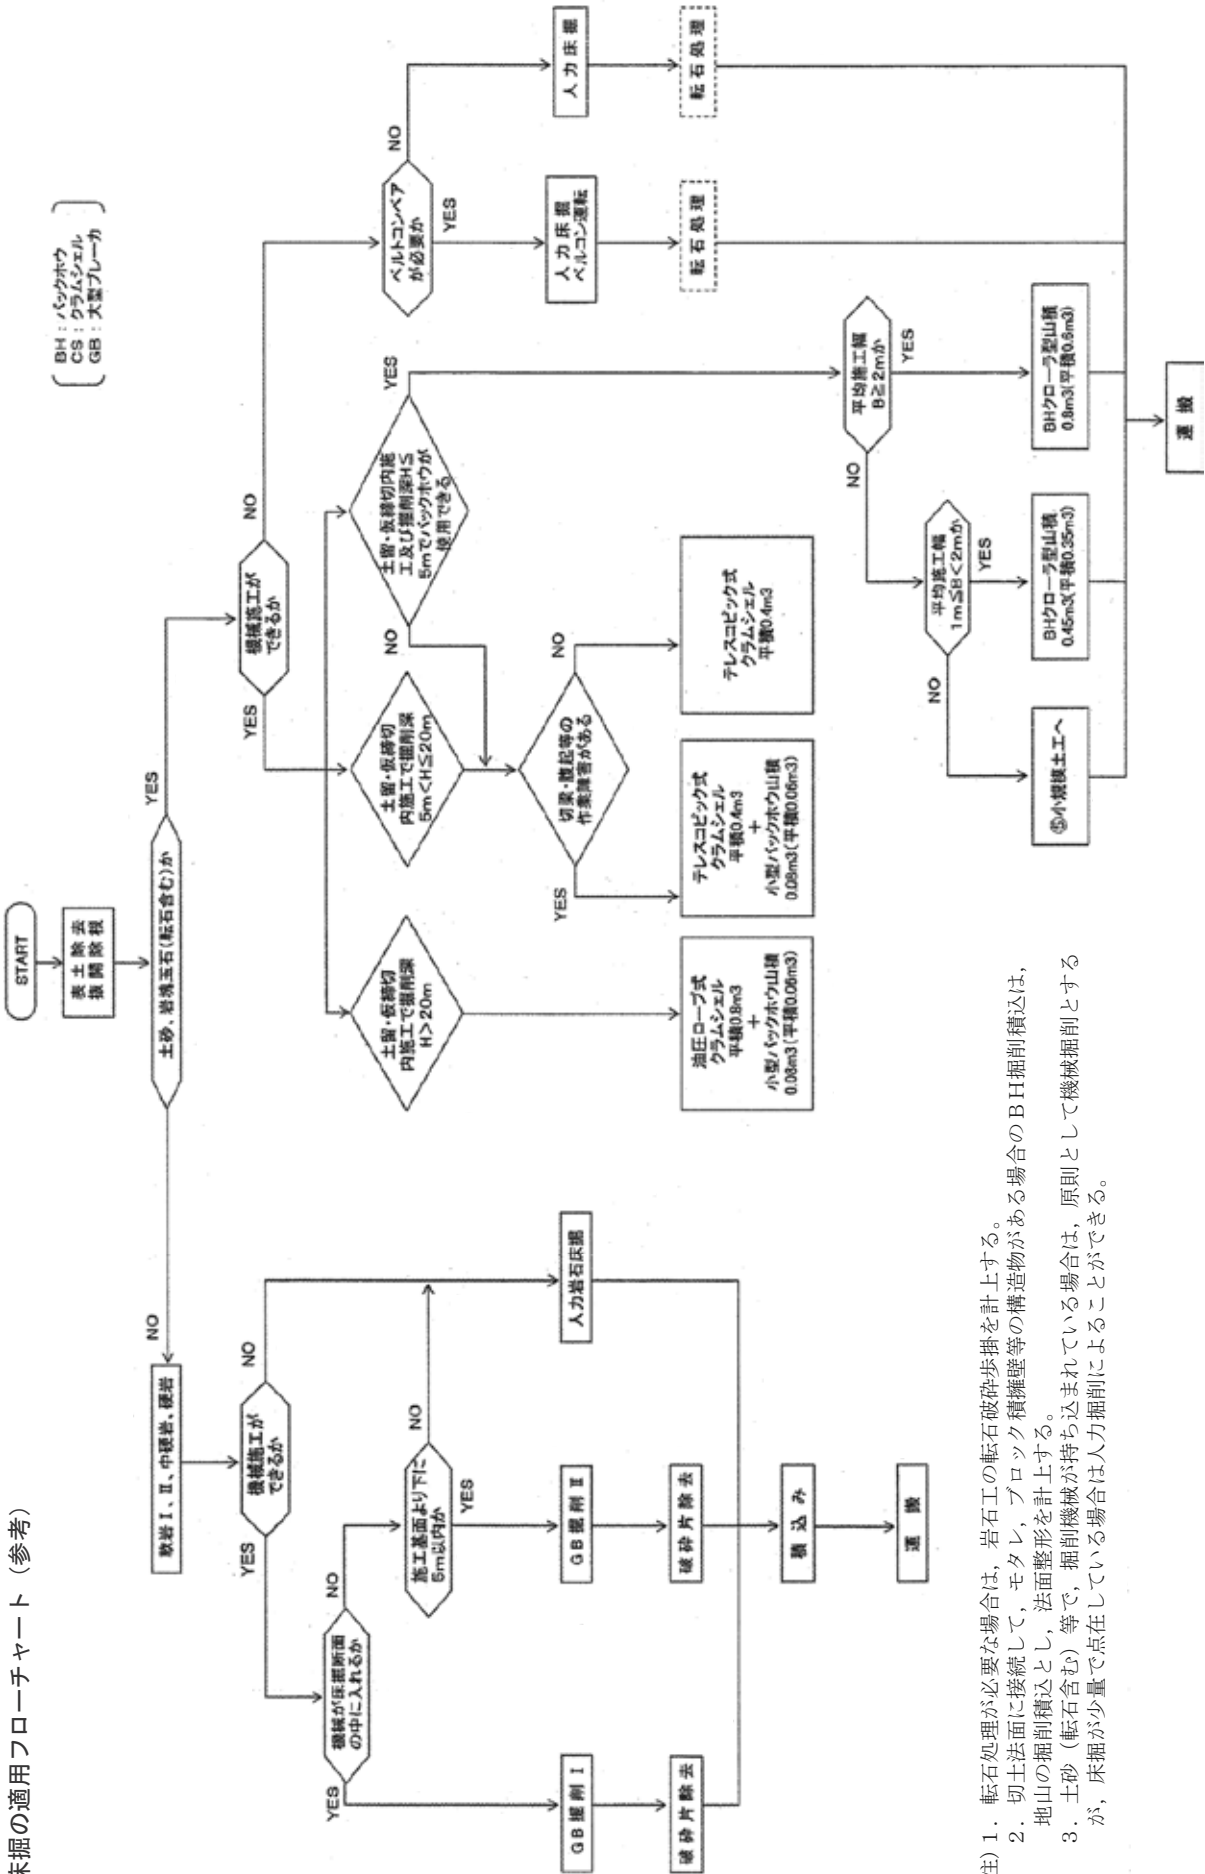 床掘の適用フローチャート（参考）
BH：バックホウ
CS：クラムシェル
GB：大型ブレーカ
START
表土除去
抜開除根
土砂、岩塊玉石(転石含む)か
NO
YES
軟岩Ⅰ、Ⅱ、中硬岩、硬岩
機械施工が
できるか
YES
NO
機械が床掘断面
の中に入れるか
YES
NO
施工基面より下に
5m以内か
NO
YES
GB掘削Ⅰ
GB掘削Ⅱ
人力岩石床掘
破砕片除去
破砕片除去
積込み
運搬
機械施工が
できるか
YES
NO
土留・仮締切
内施工で掘削深
H＞20m
土留・仮締切
内施工で掘削深
5m＜H≦20m
土留・仮締切内施
工及び掘削深H≦
5mでバックホウが
使用できる
NO
YES
切梁・腹起等の
作業障害がある
YES
NO
油圧ロープ式
クラムシェル
平積0.8m3
+
小型バックホウ山積
0.08m3(平積0.06m3)
テレスコピック式
クラムシェル
平積0.4m3
+
小型バックホウ山積
0.08m3(平積0.06m3)
テレスコピック式
クラムシェル
平積0.4m3
ベルトコンベア
が必要か
YES
NO
人力床掘
ベルコン運転
人力床掘
転石処理
転石処理
平均施工幅
B≧2mか
NO
YES
平均施工幅
1m≦B＜2mか
NO
YES
⑮小規模土工へ
BHクローラ型山積
0.45m3(平積0.35m3)
BHクローラ型山積
0.8m3(平積0.6m3)
運搬
注）1．転石処理が必要な場合は，岩石工の転石破砕歩掛を計上する。
2．切土法面に接続して，モタレ，ブロック積擁壁等の構造物がある場合のBH掘削積込は，
地山の掘削積込とし，法面整形を計上する。
3．土砂（転石含む）等で，掘削機械が持ち込まれている場合は，原則として機械掘削とする
が，床掘が少量で点在している場合は人力掘削によることができる。